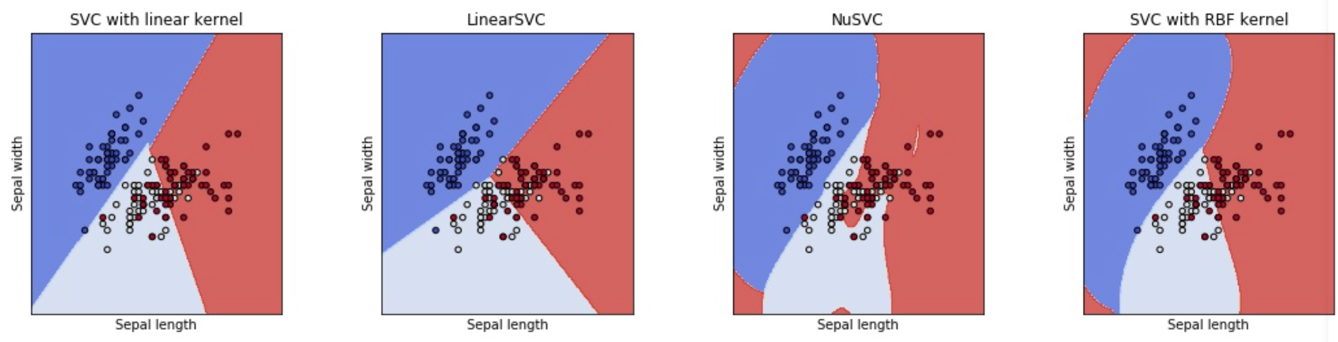 SVC with linear kernel
LinearSVC
NuSVC
SVC with RBF kernel
Sepal width
Sepal width
Sepal width
Sepal width
Sepal length
Sepal length
Sepal length
Sepal length